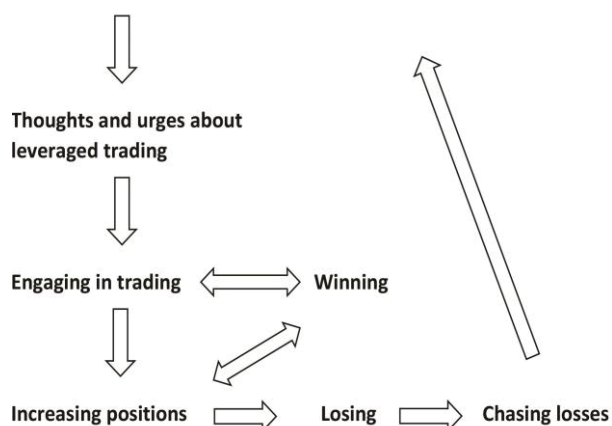 Thoughts and urges about
leveraged trading
Engaging in trading
Winning
Increasing positions
Losing
Chasing losses